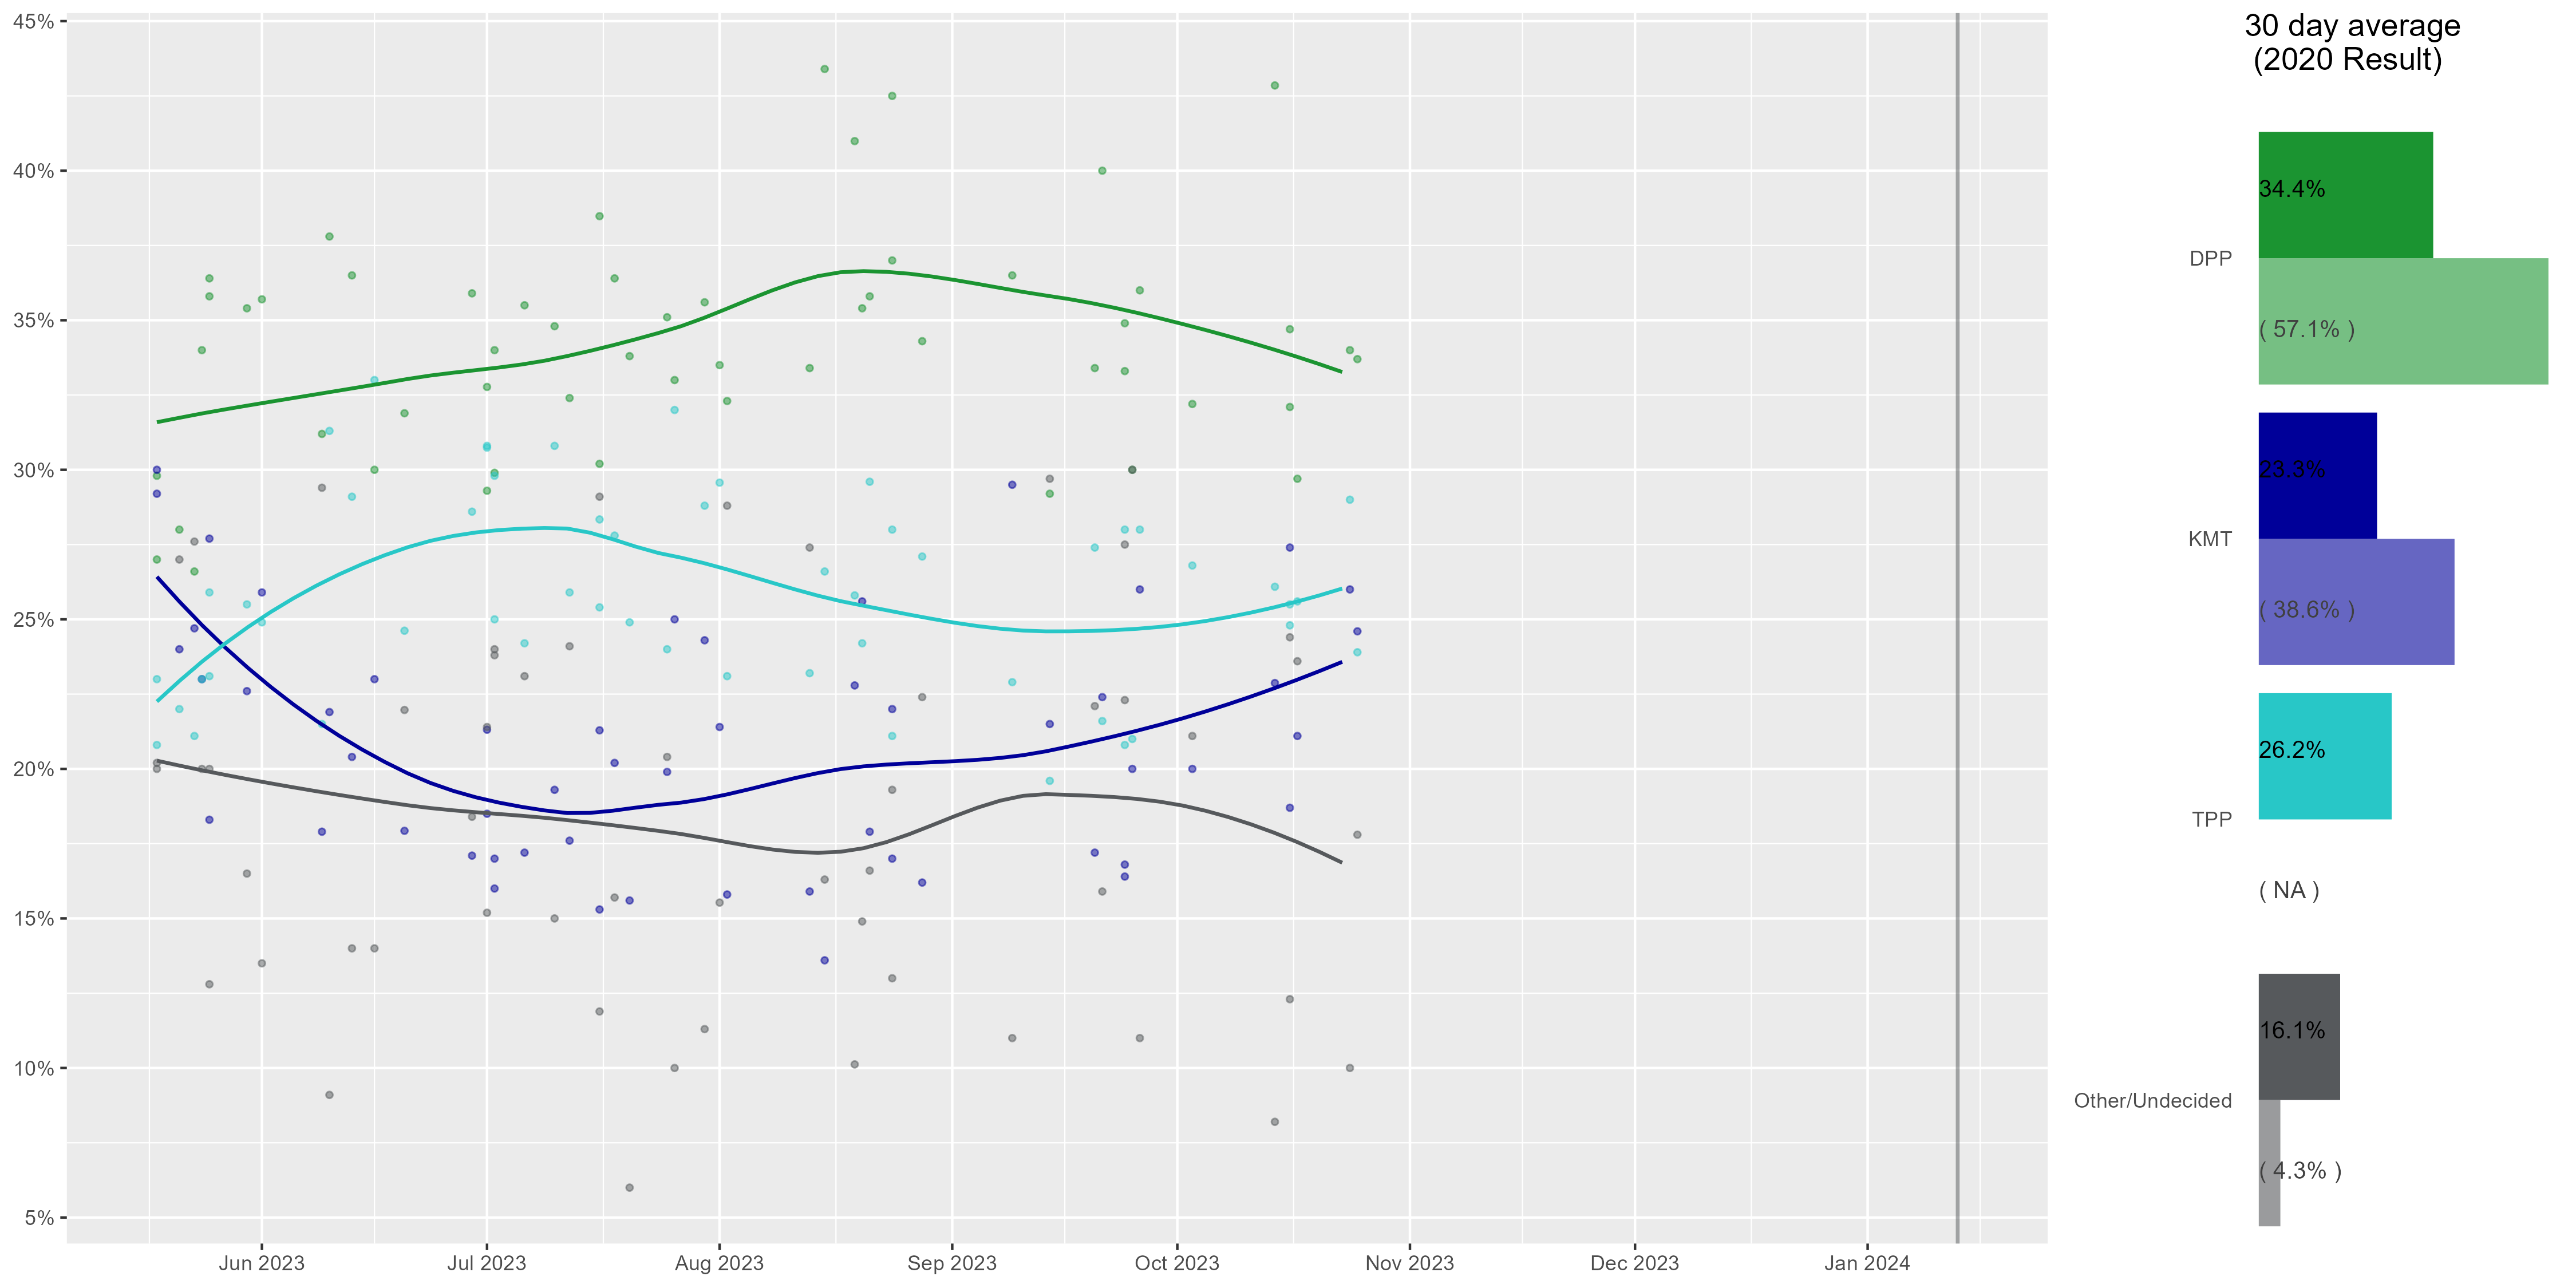 45%
40%
35%
30%
25%
20%
15%
10%
5%
Jun 2023
Jul 2023
Aug 2023
Sep 2023
Oct 2023
Nov 2023
Dec 2023
Jan 2024
30 day average
(2020 Result)
DPP
34.4%
( 57.1% )
KMT
23.3%
( 38.6% )
TPP
26.2%
( NA )
Other/Undecided
16.1%
( 4.3% )